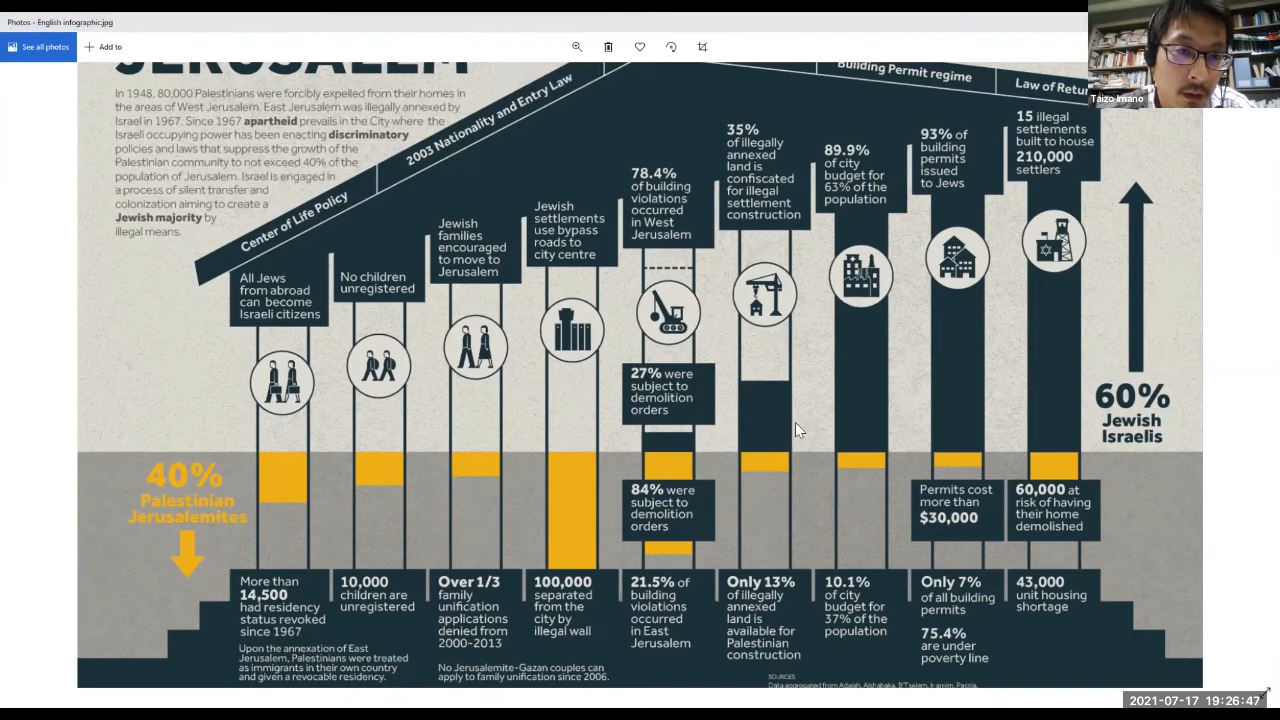 Photos - English infographic.jpg
See all photos
Add to
JERUSALEM
In 1948, 80,000 Palestinians were forcibly expelled from their homes in
the areas of West Jerusalem. East Jerusalem was illegally annexed by
Israel in 1967. Since 1967 apartheid prevails in the City where the
Israeli occupying power has been enacting discriminatory
policies and laws that suppress the growth of the
Palestinian community to not exceed 40% of the
population of Jerusalem. Israel is engaged in
a process of silent transfer and
colonization aiming to create a
Jewish majority by
illegal means.
Center of Life Policy
2003 Nationality and Entry Law
Building Permit regime
Law of Retu
Taizo Imano
All Jews
from abroad
can become
Israeli citizens
No children
unregistered
Jewish
families
encouraged
to move to
Jerusalem
Jewish
settlements
use bypass
roads to
city centre
78.4%
of building
violations
occurred
in West
Jerusalem
35%
of illegally
annexed
land is
confiscated
for illegal
settlement
construction
89.9%
of city
budget for
63% of the
population
93% of
building
permits
issued
to Jews
15 illegal
settlements
built to house
210,000
settlers
27% were
subject to
demolition
orders
60%
Jewish
Israelis
40%
Palestinian
Jerusalemites
84% were
subject to
demolition
orders
Permits cost
more than
$30,000
60,000 at
risk of having
their home
demolished
More than
14,500
had residency
status revoked
since 1967
Upon the annexation of East
Jerusalem, Palestinians were treated
as immigrants in their own country
and given a revocable residency.
10,000
children are
unregistered
Over 1/3
family
unification
applications
denied from
2000-2013
No Jerusalemite-Gazan couples can
apply to family unification since 2006.
100,000
separated
from the
city by
illegal wall
21.5% of
building
violations
occurred
in East
Jerusalem
Only 13%
of illegally
annexed
land is
available for
Palestinian
construction
10.1%
of city
budget for
37% of the
population
Only 7%
of all building
permits
75.4%
are under
poverty line
43,000
unit housing
shortage
SOURCES
Data aggregated from Adalah, Alshabaka, B'Tselem, Ir amim, Passia,
2021-07-17 19:26:47